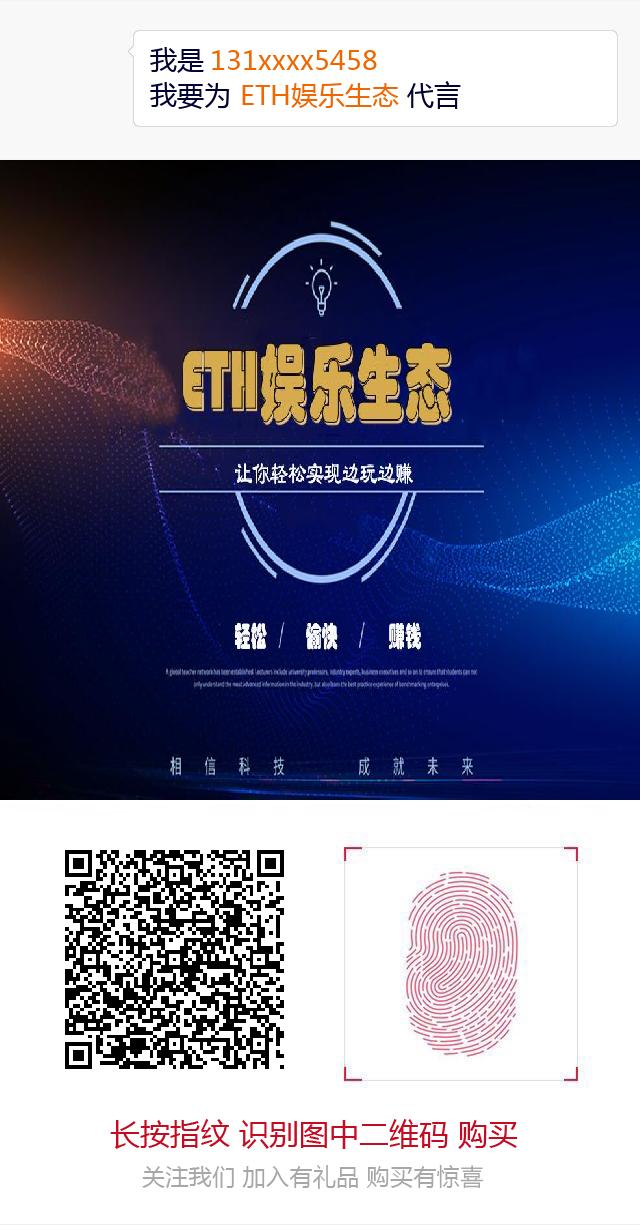 我是 131xxxx5458
我要为 ETH娱乐生态 代言
ETH娱乐生态
让你轻松实现边玩边赚
轻松 / 愉快 / 赚钱
A global teacher network has been established. Lecturers include university professors, industry experts, business executives and so on to ensure that students can not
only understand the most advanced information in the industry, but also learn the best practice experience of benchmarking enterprises.
相信科技 成就未来
长按指纹 识别图中二维码 购买
关注我们 加入有礼品 购买有惊喜